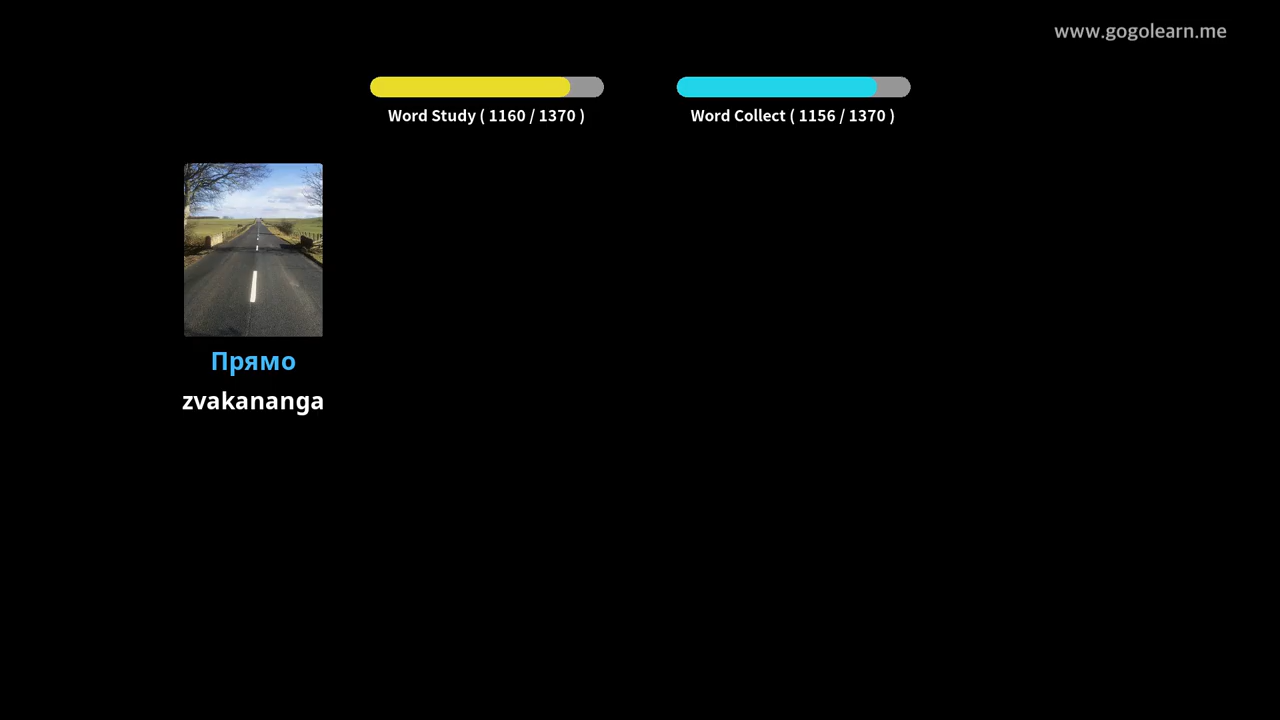 www.gogolearn.me
Word Study ( 1160 / 1370 )
Word Collect ( 1156 / 1370 )
Прямо
zvakananga